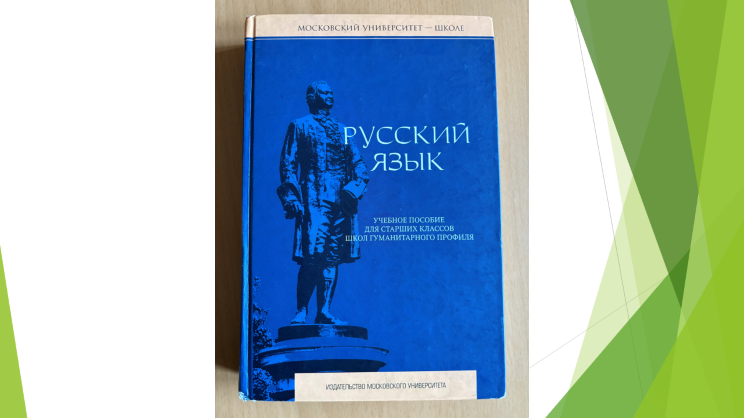 МОСКОВСКИЙ УНИВЕРСИТЕТ — ШКОЛЕ
РУССКИЙ
ЯЗЫК
УЧЕБНОЕ ПОСОБИЕ
ДЛЯ СТАРШИХ КЛАССОВ
ШКОЛ ГУМАНИТАРНОГО ПРОФИЛЯ
ИЗДАТЕЛЬСТВО МОСКОВСКОГО УНИВЕРСИТЕТА